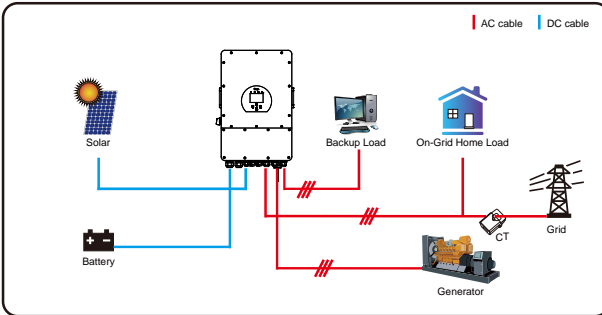 AC cable
DC cable
Solar
Backup Load
On-Grid Home Load
Battery
CT
Grid
Generator